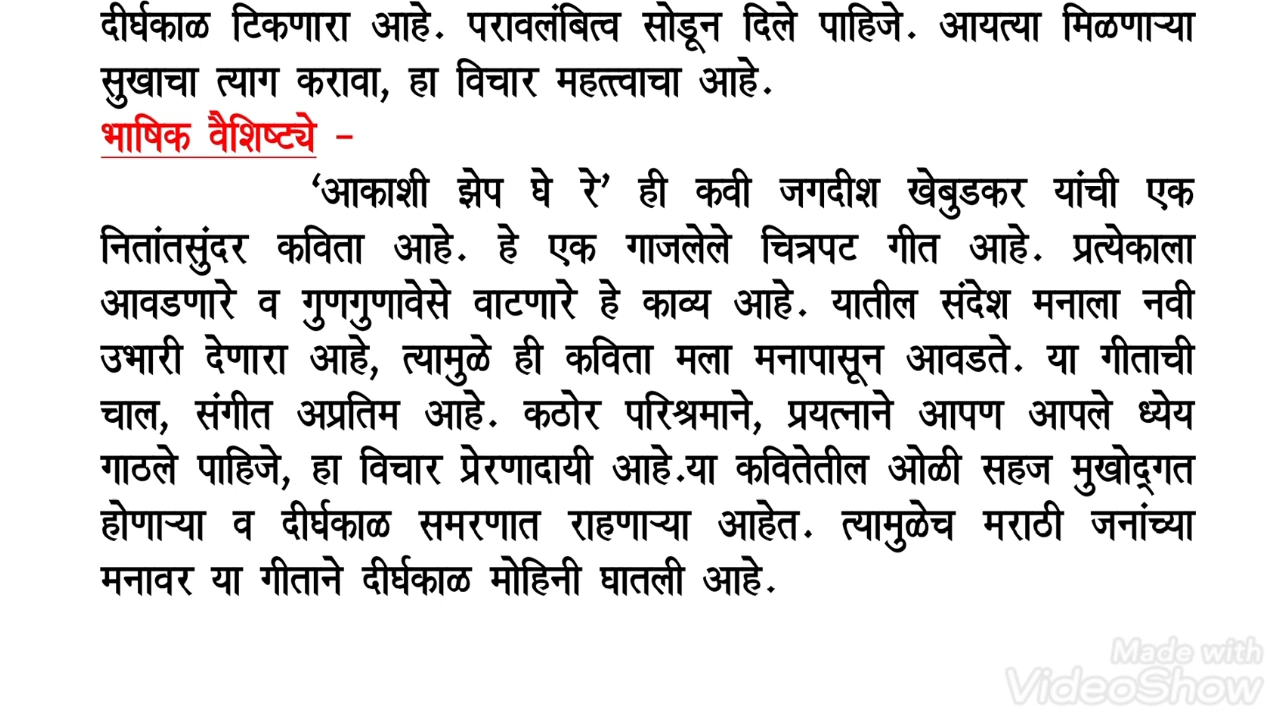 दीर्घकाळ टिकणारा आहे. परावलंबित्व सोडून दिले पाहिजे. आयत्या मिळणाऱ्या
सुखाचा त्याग करावा, हा विचार महत्त्वाचा आहे.
भाषिक वैशिष्ट्ये -
‘आकाशी झेप घे रे’ ही कवी जगदीश खेबुडकर यांची एक
नितांतसुंदर कविता आहे. हे एक गाजलेले चित्रपट गीत आहे. प्रत्येकाला
आवडणारे व गुणगुणावेसे वाटणारे हे काव्य आहे. यातील संदेश मनाला नवी
उभारी देणारा आहे, त्यामुळे ही कविता मला मनापासून आवडते. या गीताची
चाल, संगीत अप्रतिम आहे. कठोर परिश्रमाने, प्रयत्नाने आपण आपले ध्येय
गाठले पाहिजे, हा विचार प्रेरणादायी आहे.या कवितेतील ओळी सहज मुखोद्‌गत
होणाऱ्या व दीर्घकाळ समरणात राहणाऱ्या आहेत. त्यामुळेच मराठी जनांच्या
मनावर या गीताने दीर्घकाळ मोहिनी घातली आहे.
Made with
VideoShow